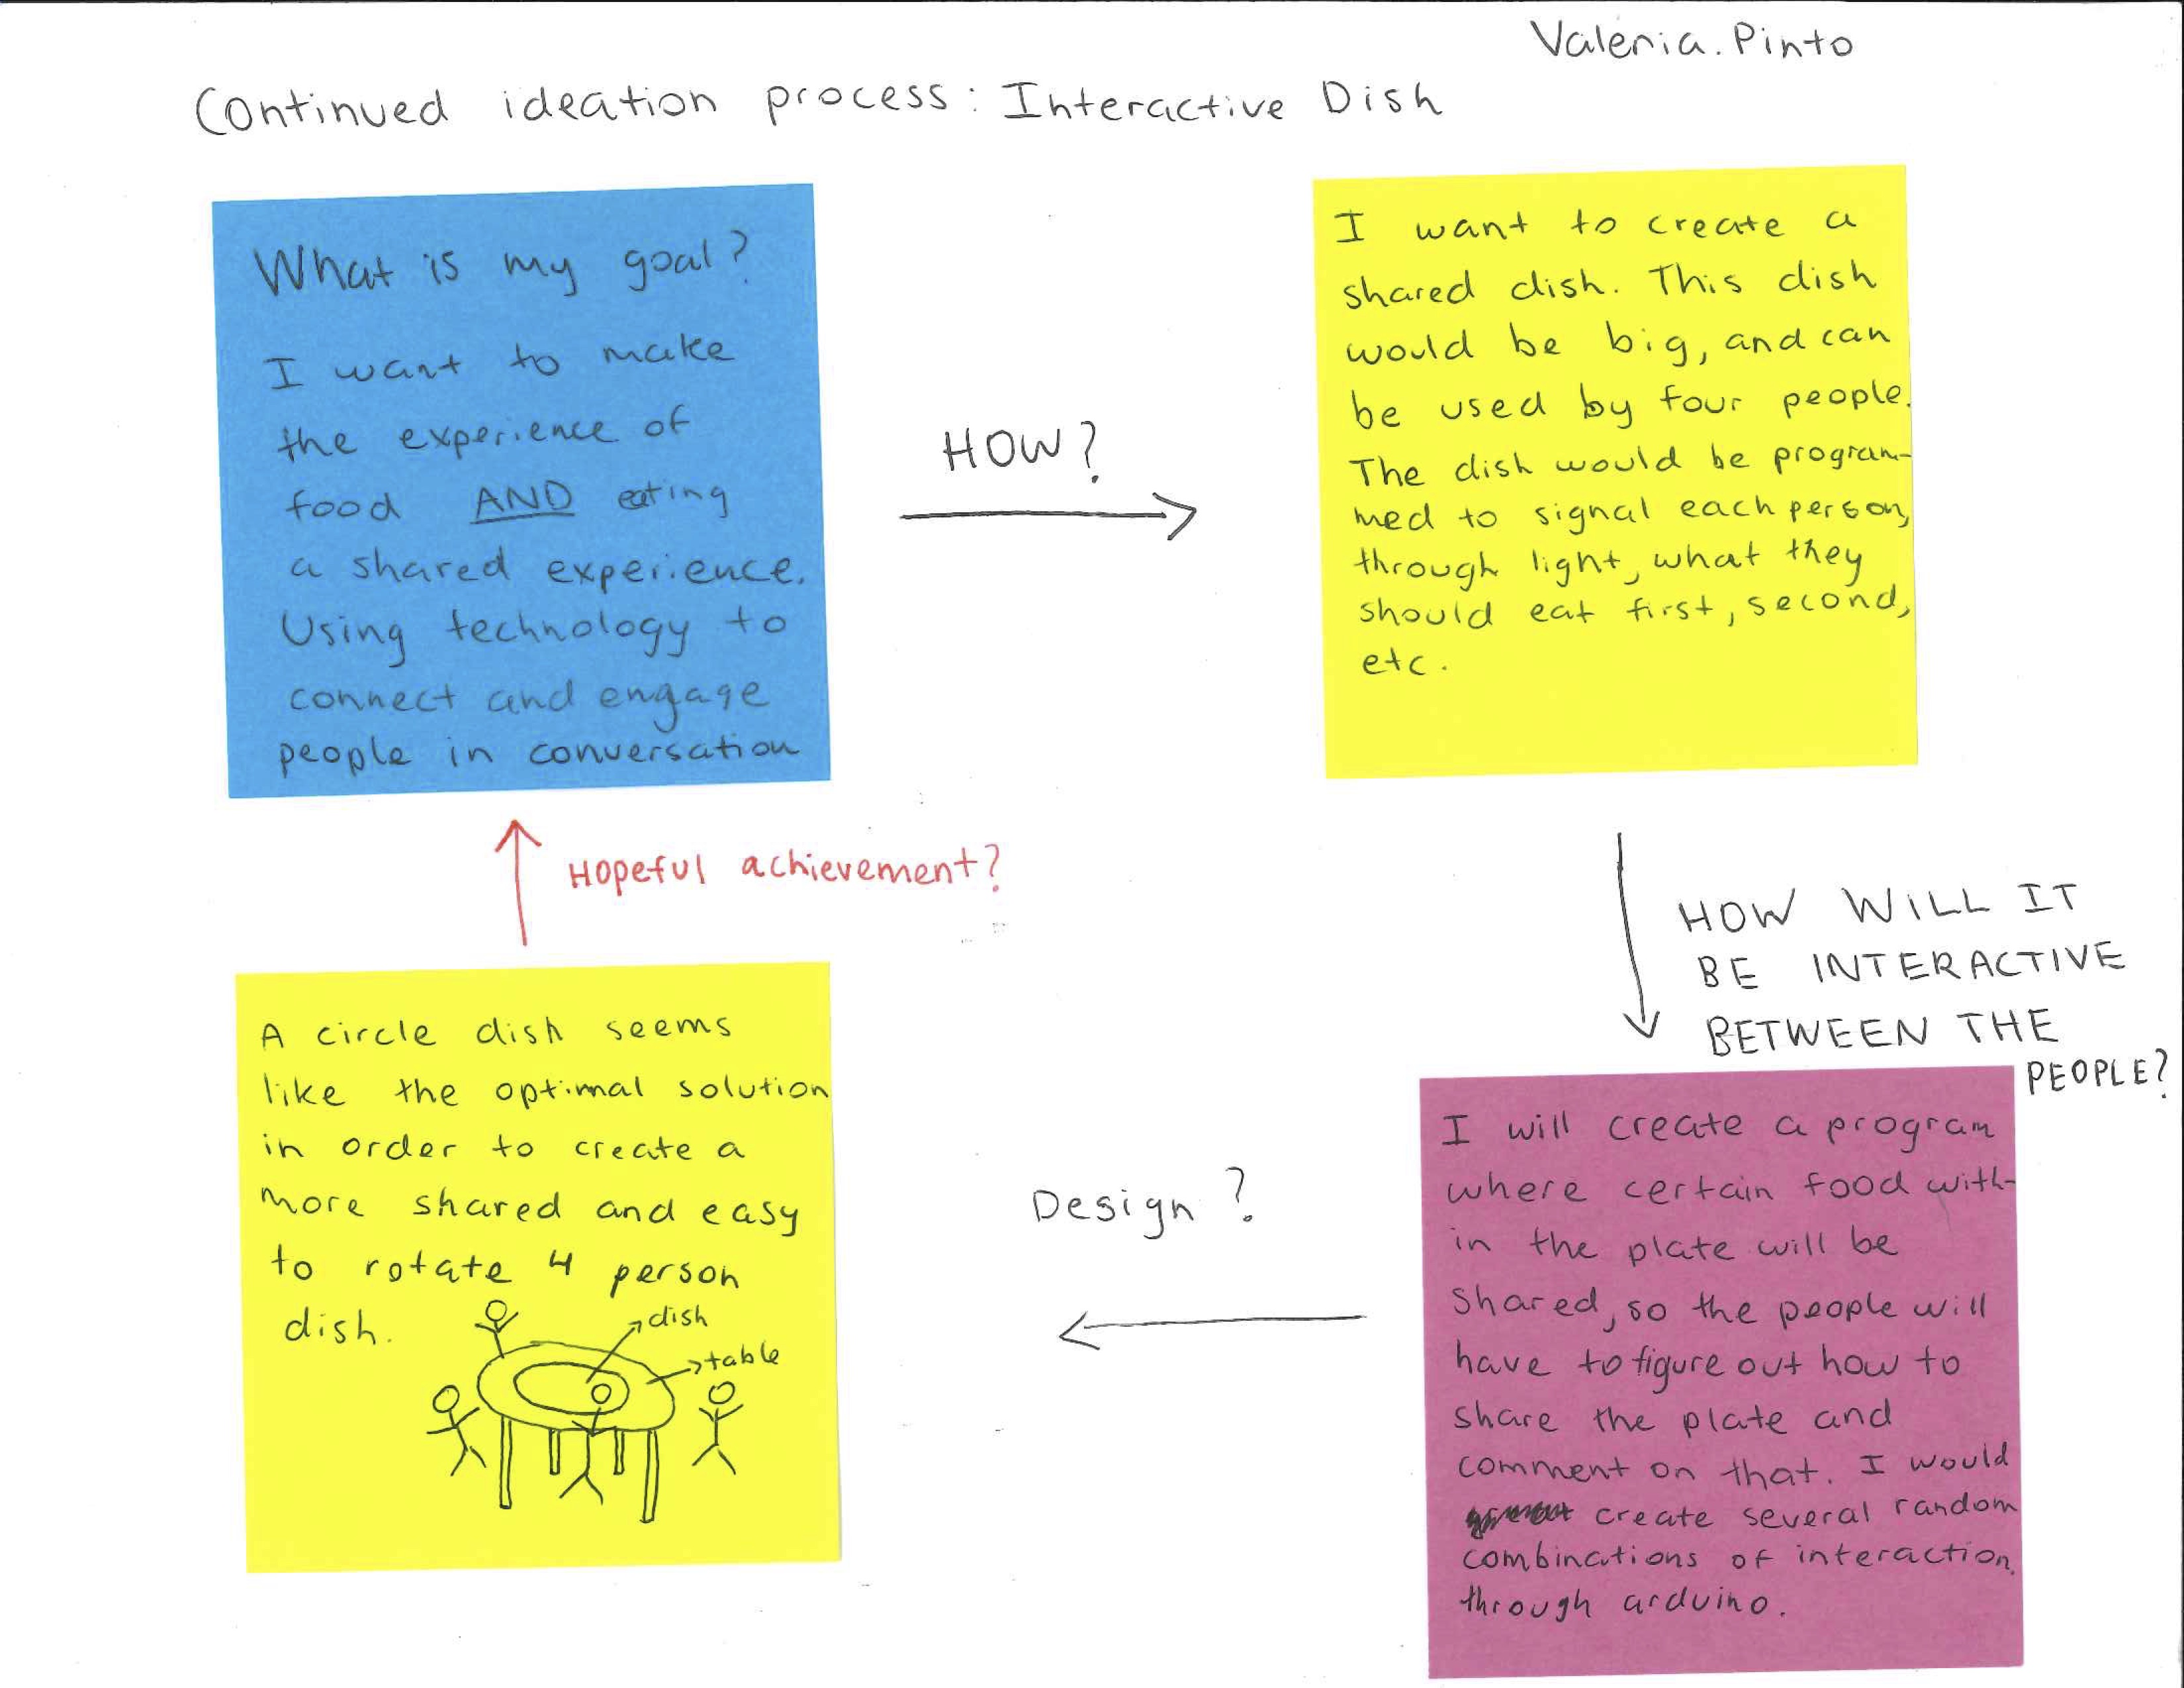 Valeria.Pinto
Continued ideation process: Interactive Dish
What is my goal?
I want to make
the experience of
food AND eating
a shared experience.
Using technology to
connect and engage
people in conversation
HOW?
I want to create a
shared dish. This dish
would be big, and can
be used by four people.
The dish would be program-
med to signal each person,
through light, what they
should eat first, second,
etc.
HOW WILL IT
BE INTERACTIVE
BETWEEN THE
PEOPLE?
I will create a program
where certain food with-
in the plate will be
shared, so the people will
have to figure out how to
share the plate and
comment on that. I would
create several random
combinations of interaction
through arduino.
Design?
A circle dish seems
like the optimal solution
in order to create a
more shared and easy
to rotate 4 person
dish.
dish
table
Hopeful achievement?